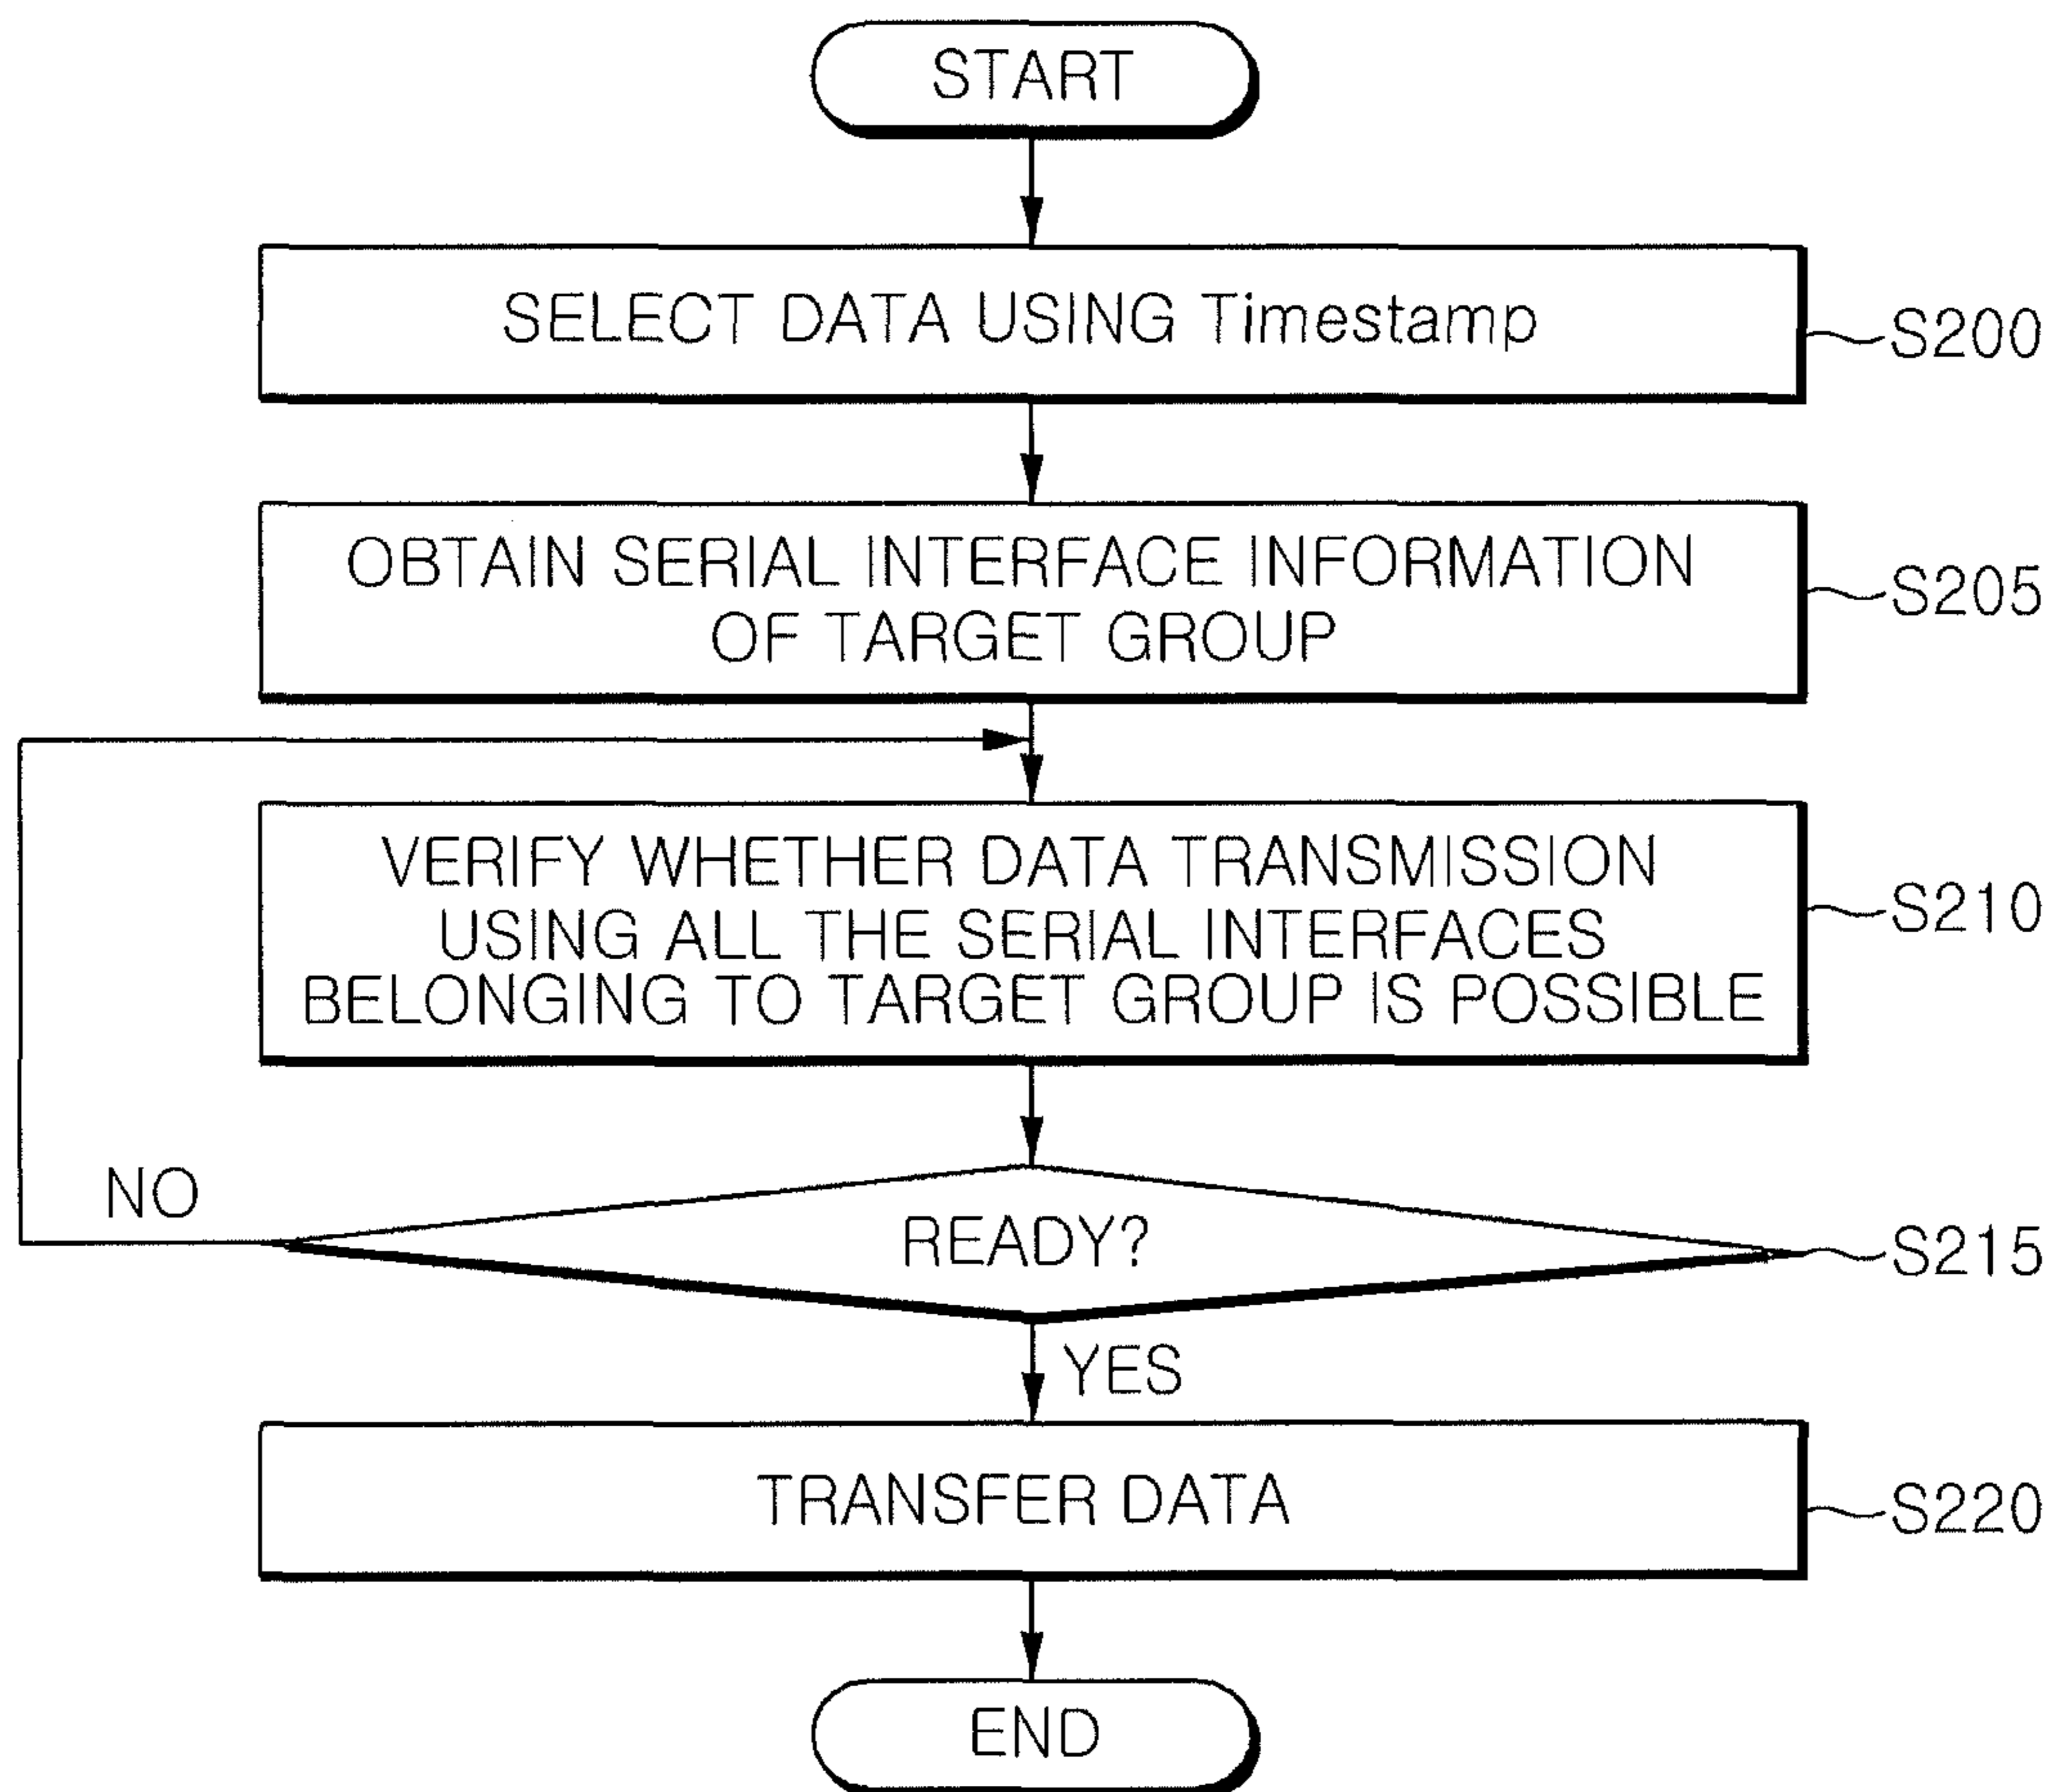 START
SELECT DATA USING Timestamp
S200
OBTAIN SERIAL INTERFACE INFORMATION
OF TARGET GROUP
S205
VERIFY WHETHER DATA TRANSMISSION
USING ALL THE SERIAL INTERFACES
BELONGING TO TARGET GROUP IS POSSIBLE
S210
NO
READY?
S215
YES
TRANSFER DATA
S220
END